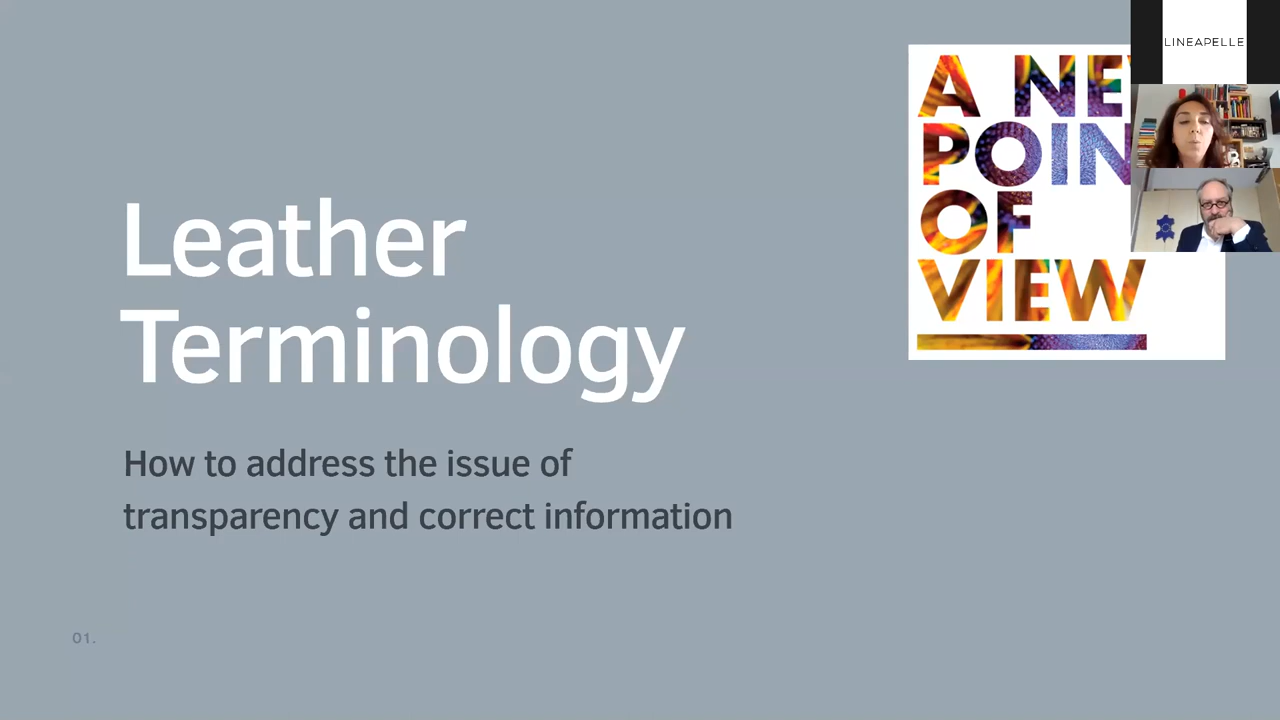 Leather
Terminology
How to address the issue of
transparency and correct information
01.
A NE
POIN
OF
VIEW
LINEAPELLE